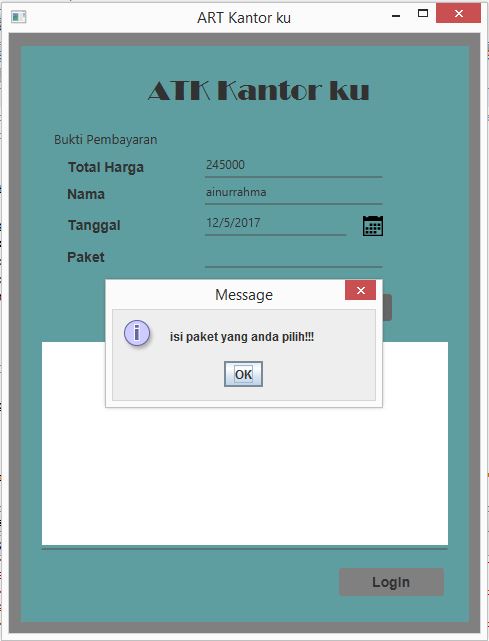 ART Kantor ku
ATK Kantor ku
Bukti Pembayaran
Total Harga 245000
Nama ainurrahma
Tanggal 12/5/2017
Paket
Message
isi paket yang anda pilih!!!
OK
Login